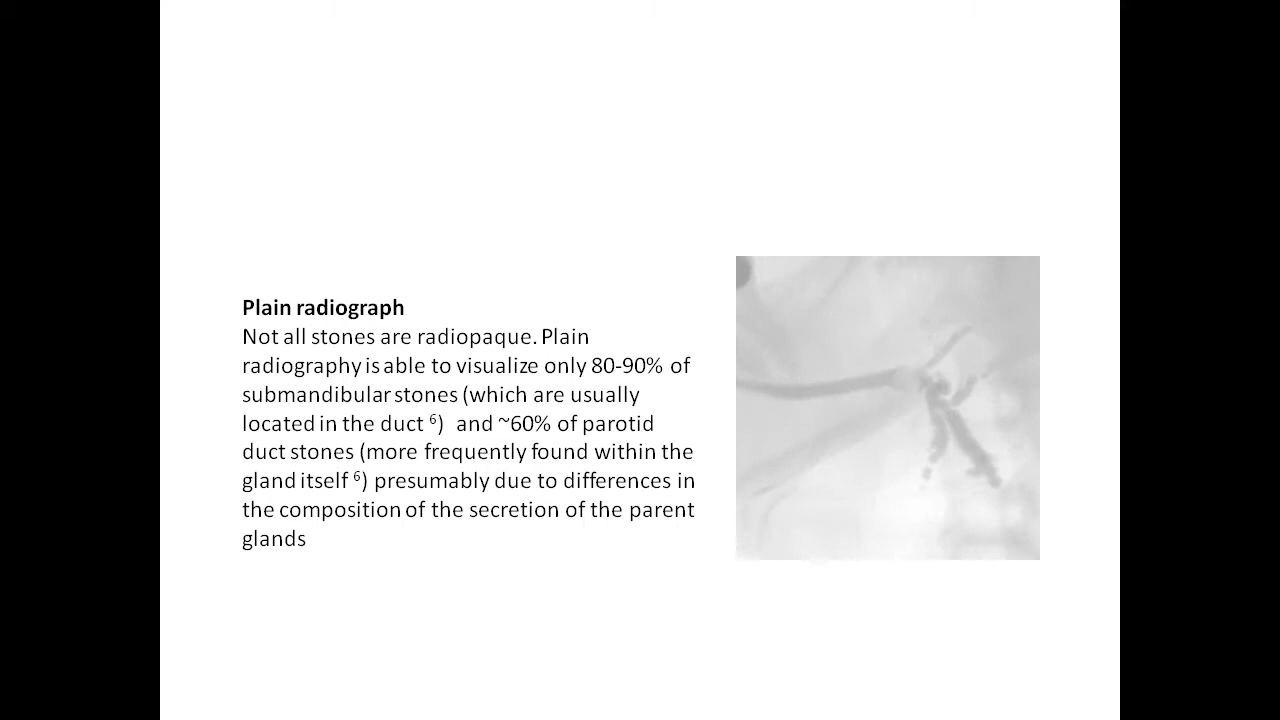 Plain radiograph
Not all stones are radiopaque. Plain
radiography is able to visualize only 80-90% of
submandibular stones (which are usually
located in the duct ⁶)  and ~60% of parotid
duct stones (more frequently found within the
gland itself ⁶) presumably due to differences in
the composition of the secretion of the parent
glands